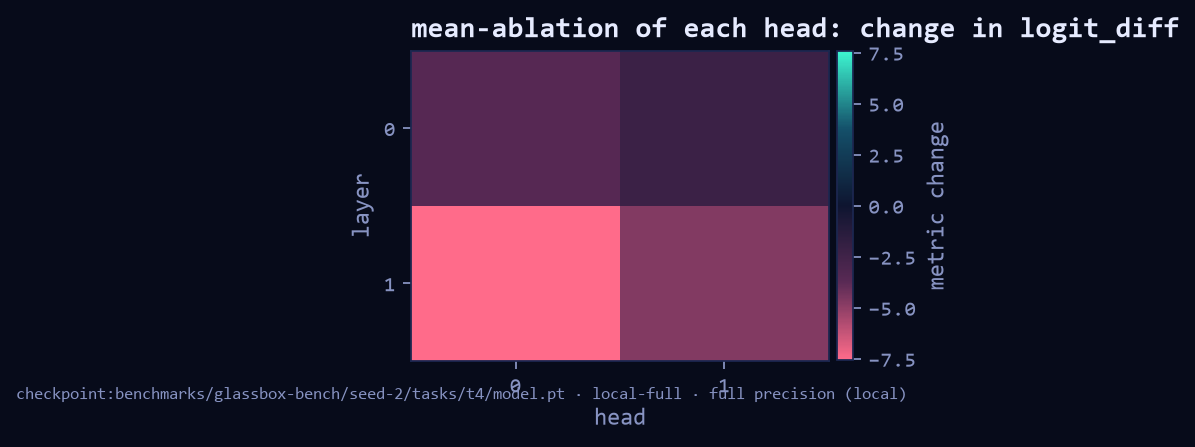 mean-ablation of each head: change in logit_diff
7.5
5.0
2.5
0.0
−2.5
−5.0
−7.5
metric change
layer
0
1
0
1
checkpoint:benchmarks/glassbox-bench/seed-2/tasks/t4/model.pt · local-full · full precision (local)
head